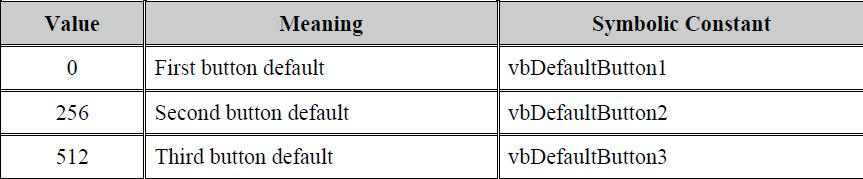 Value Meaning Symbolic Constant
0 First button default vbDefaultButton1
256 Second button default vbDefaultButton2
512 Third button default vbDefaultButton3